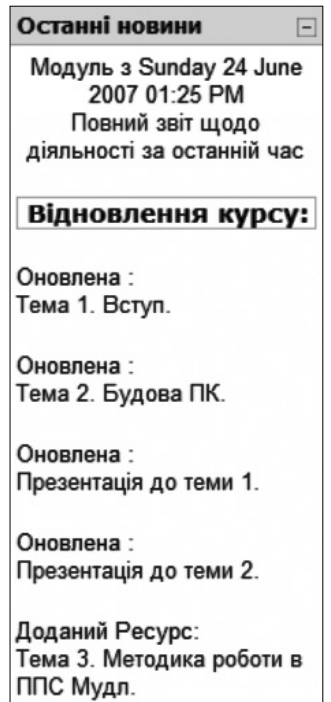 Останні новини
Модуль з Sunday 24 June
2007 01:25 PM
Повний звіт щодо
діяльності за останній час
Відновлення курсу:
Оновлена :
Тема 1. Вступ.
Оновлена :
Тема 2. Будова ПК.
Оновлена :
Презентація до теми 1.
Оновлена :
Презентація до теми 2.
Доданий Ресурс:
Тема 3. Методика роботи в
ППС Мудл.